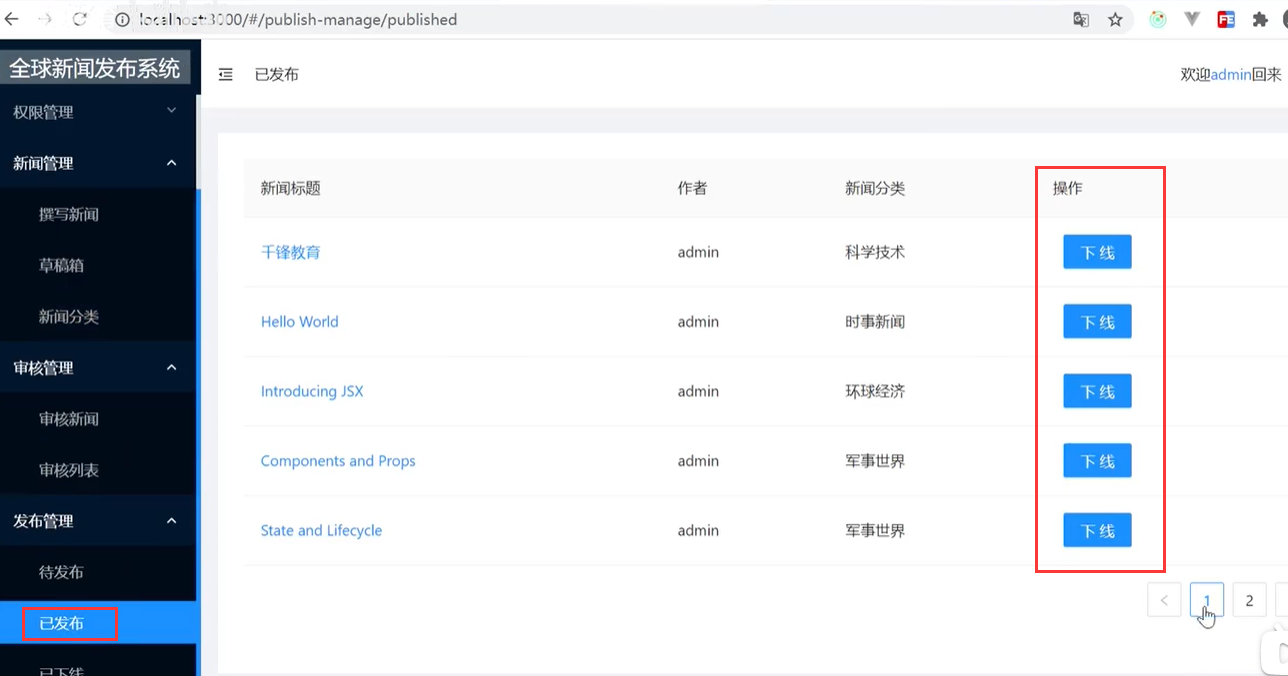 localhost:3000/#/publish-manage/published
全球新闻发布系统
已发布
欢迎admin回来
权限管理
新闻管理
撰写新闻
草稿箱
新闻分类
审核管理
审核新闻
审核列表
发布管理
待发布
已发布
已下线
新闻标题 作者 新闻分类 操作
千锋教育 admin 科学技术 下线
Hello World admin 时事新闻 下线
Introducing JSX admin 环球经济 下线
Components and Props admin 军事世界 下线
State and Lifecycle admin 军事世界 下线
< 1 2